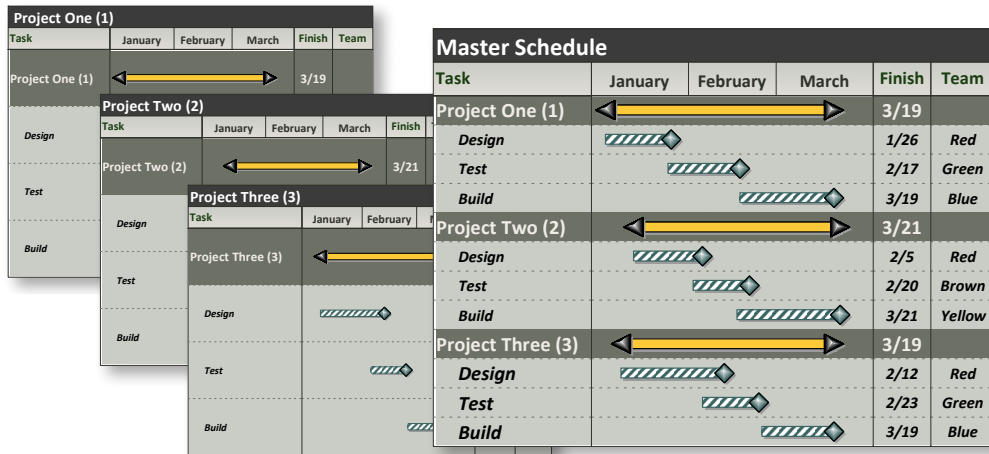 Project One (1)
Task January February March Finish Team
Project One (1) 3/19
Design
Test
Build
Project Two (2)
Task January February March Finish
Project Two (2) 3/21
Design
Test
Build
Project Three (3)
Task January February
Project Three (3)
Design
Test
Build
Master Schedule
Task January February March Finish Team
Project One (1) 3/19
Design 1/26 Red
Test 2/17 Green
Build 3/19 Blue
Project Two (2) 3/21
Design 2/5 Red
Test 2/20 Brown
Build 3/21 Yellow
Project Three (3) 3/19
Design 2/12 Red
Test 2/23 Green
Build 3/19 Blue